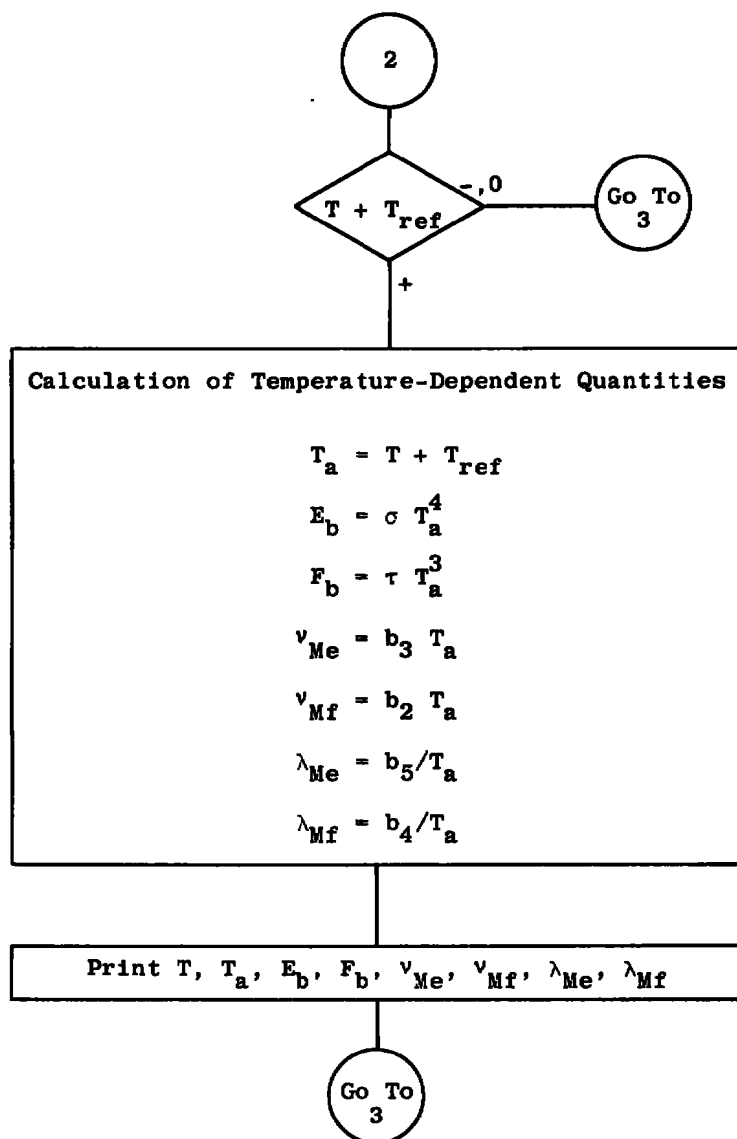 2
T + T_ref
-,0
Go To
3
+
Calculation of Temperature-Dependent Quantities
T_a = T + T_ref
E_b = σ T_a^4
F_b = τ T_a^3
ν_Me = b_3 T_a
ν_Mf = b_2 T_a
λ_Me = b_5/T_a
λ_Mf = b_4/T_a
Print T, T_a, E_b, F_b, ν_Me, ν_Mf, λ_Me, λ_Mf
Go To
3